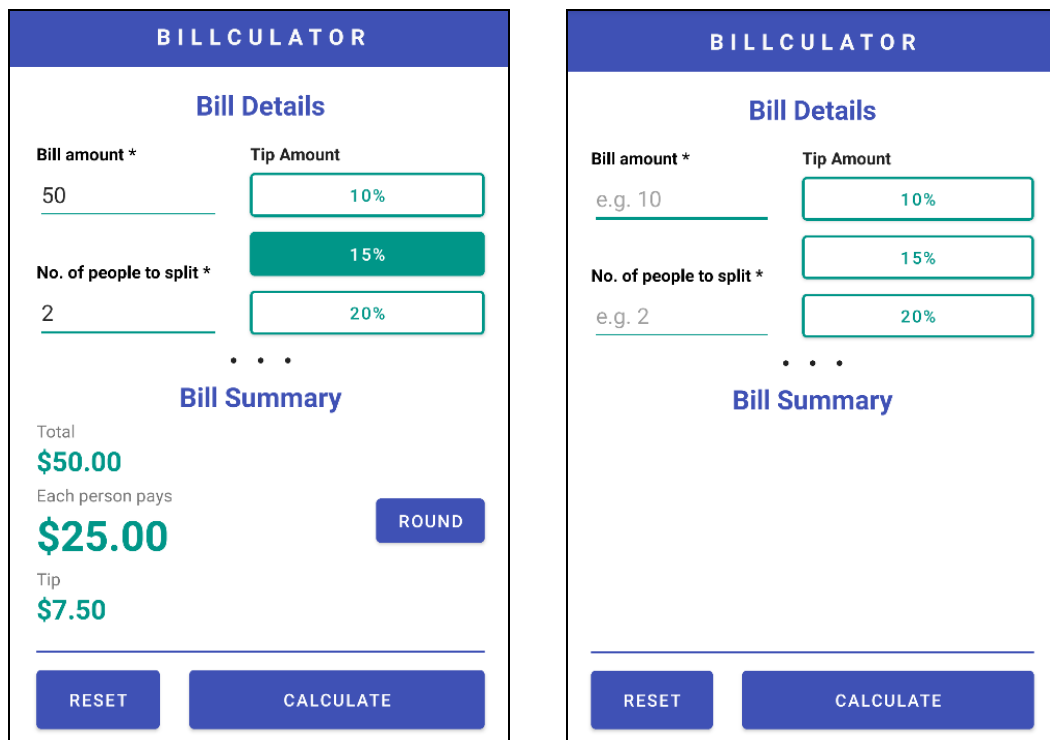 BILLCULATOR
Bill Details
Bill amount *
Tip Amount
50
10%
15%
No. of people to split *
2
20%
• • •
Bill Summary
Total
$50.00
Each person pays
$25.00
ROUND
Tip
$7.50
RESET
CALCULATE
BILLCULATOR
Bill Details
Bill amount *
Tip Amount
e.g. 10
10%
15%
No. of people to split *
e.g. 2
20%
• • •
Bill Summary
RESET
CALCULATE